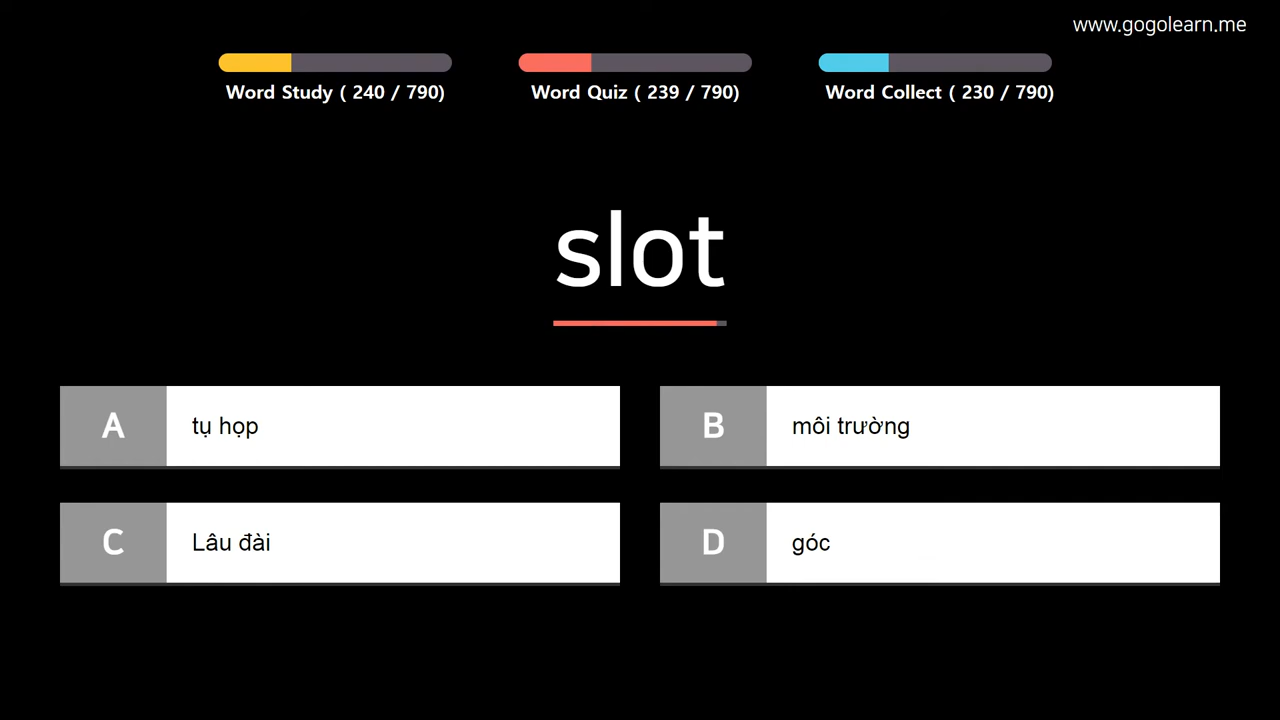 www.gogolearn.me
Word Study ( 240 / 790)
Word Quiz ( 239 / 790)
Word Collect ( 230 / 790)
slot
A
tụ họp
B
môi trường
C
Lâu đài
D
góc